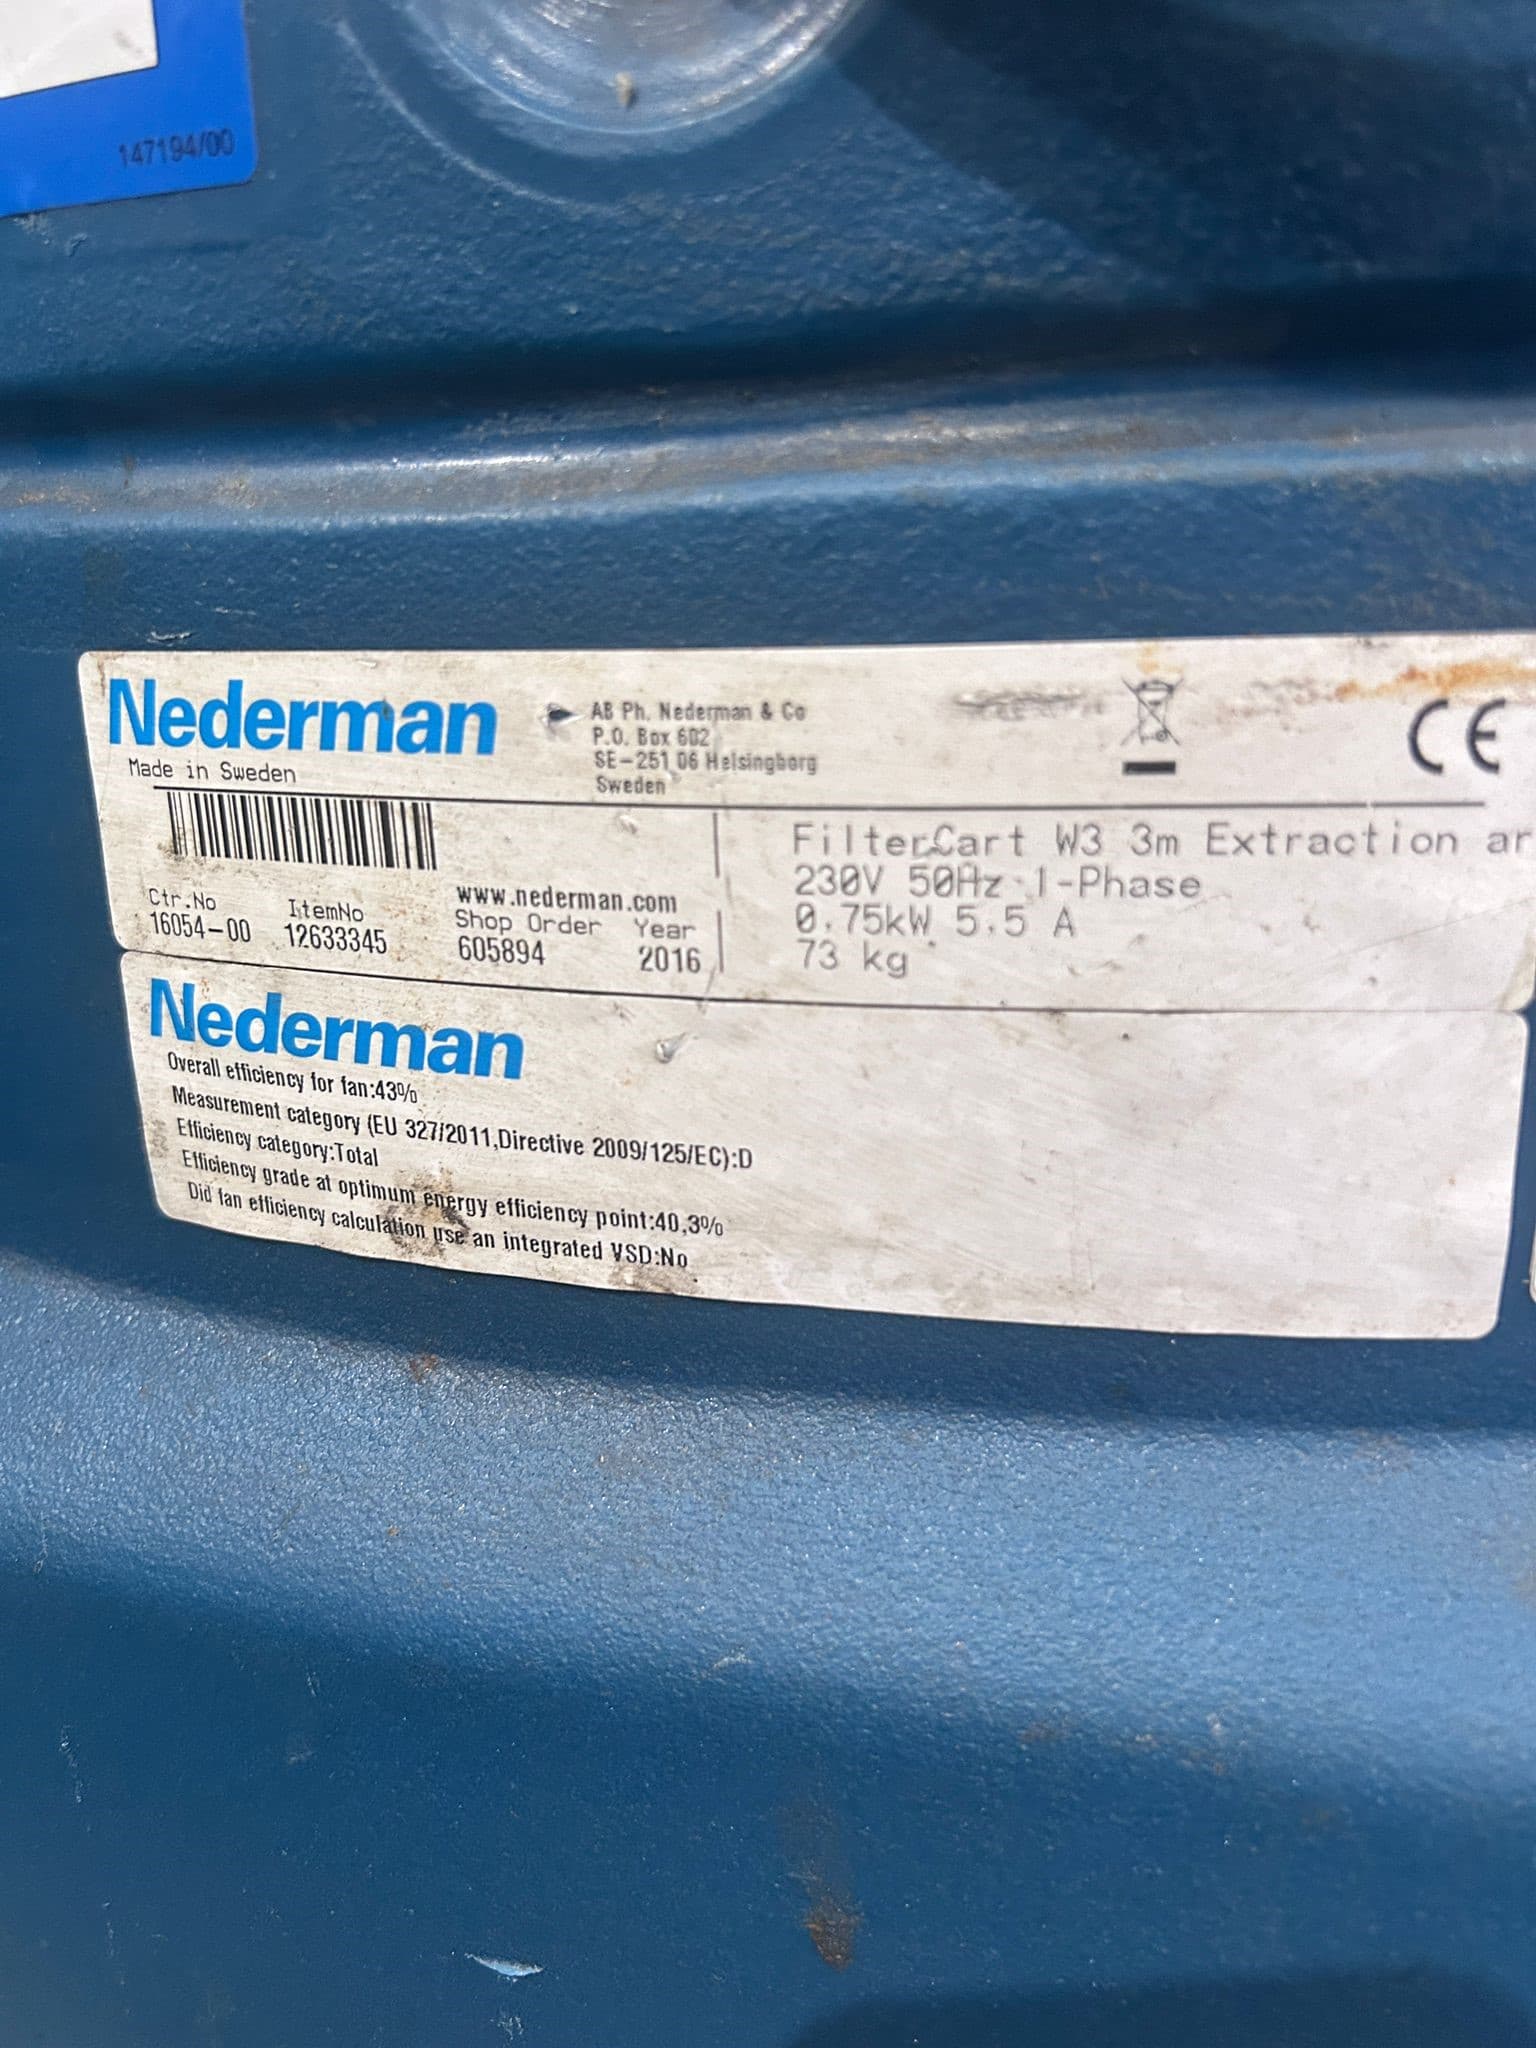 147194/00
Nederman
Made in Sweden
AB Ph. Nederman & Co
P.O. Box 602
SE-251 06 Helsingborg
Sweden
CE
Ctr.No
16054-00
ItemNo
12633345
www.nederman.com
Shop Order Year
605894 2016
FilterCart W3 3m Extraction ar
230V 50Hz 1-Phase
0.75kW 5.5 A
73 kg
Nederman
Overall efficiency for fan:43%
Measurement category (EU 327/2011,Directive 2009/125/EC):D
Efficiency category:Total
Efficiency grade at optimum energy efficiency point:40,3%
Did fan efficiency calculation use an integrated VSD:No